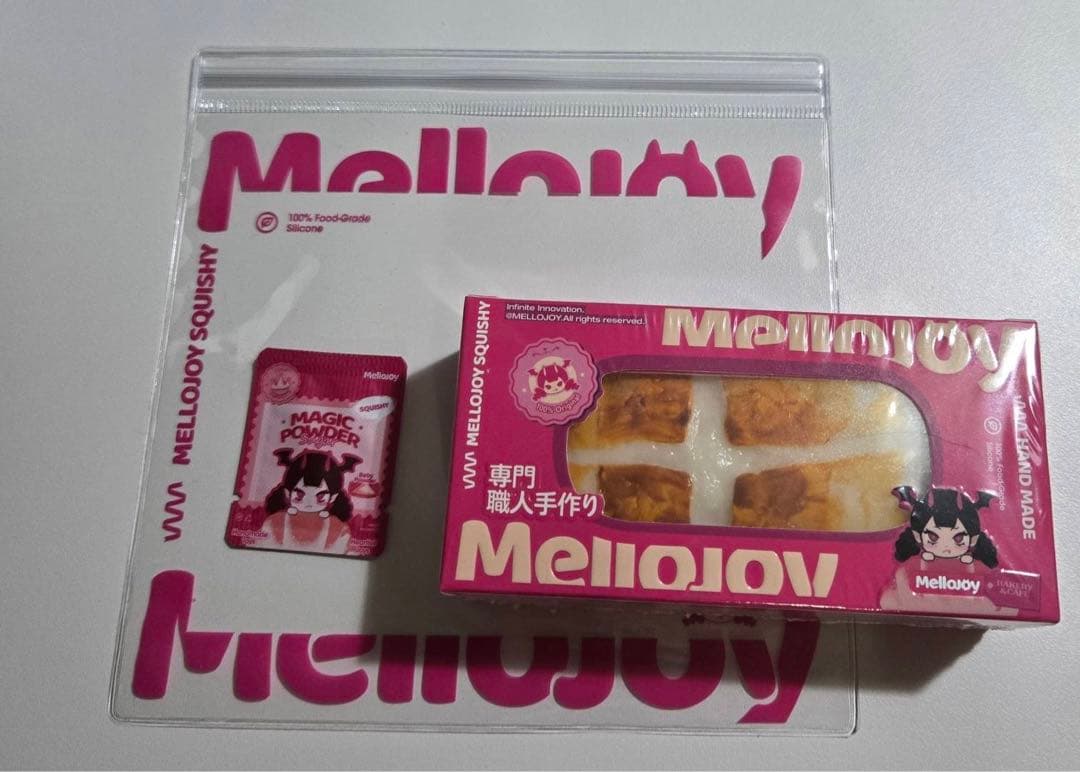 Mellojoy
100% Food-Grade
Silicone
MELLOJOY SQUISHY
Mellojoy
SQUISHY
MAGIC
POWDER
Baby
Mellojoy
Infinite Innovation.
@MELLOJOY.All rights reserved.
Mellojoy
MELLOJOY SQUISHY
100% Original
専門
職人手作り
Mellojoy
HAND MADE
100% Food-Grade
Silicone
Mellojoy
BAKERY
&CAFE